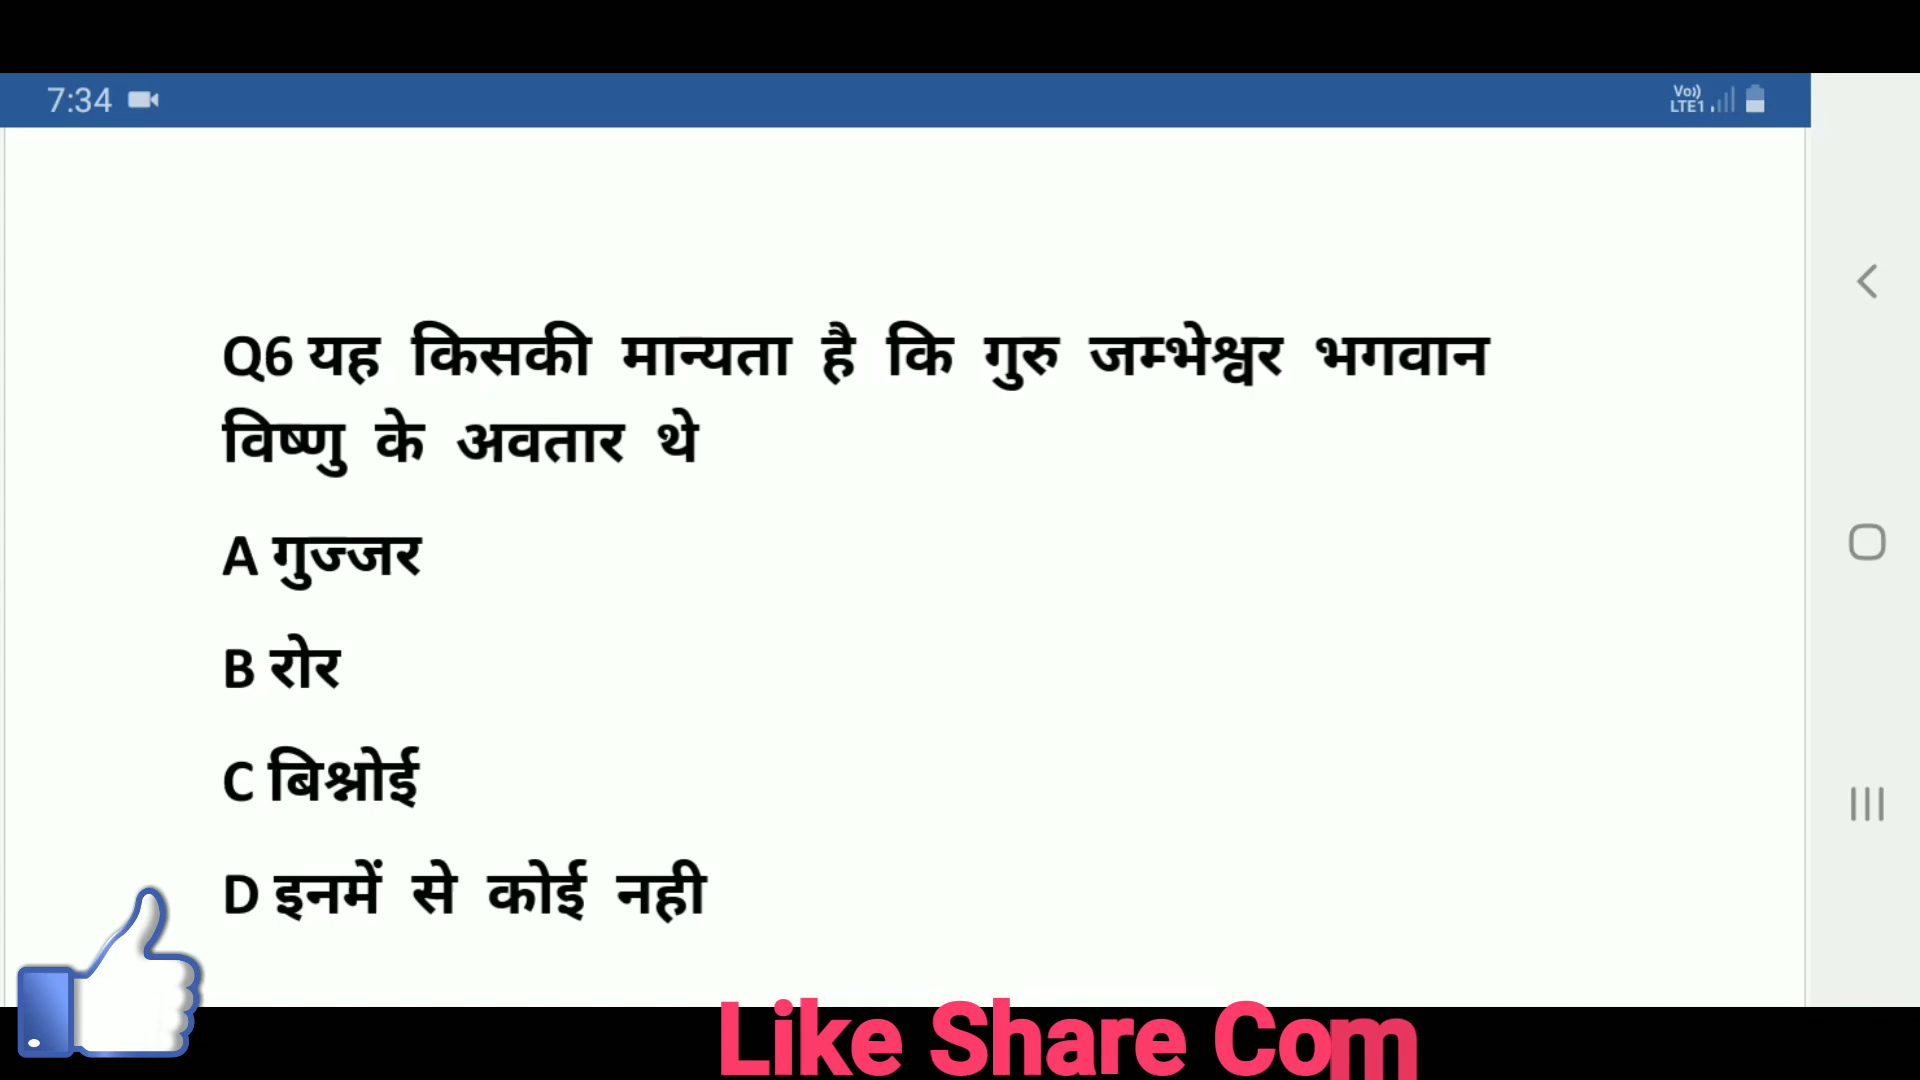 7:34
Vo))
LTE1
Q6 यह किसकी मान्यता है कि गुरु जम्भेश्वर भगवान
विष्णु के अवतार थे
A गुज्जर
B रोर
C बिश्नोई
D इनमें से कोई नही
Like Share Com